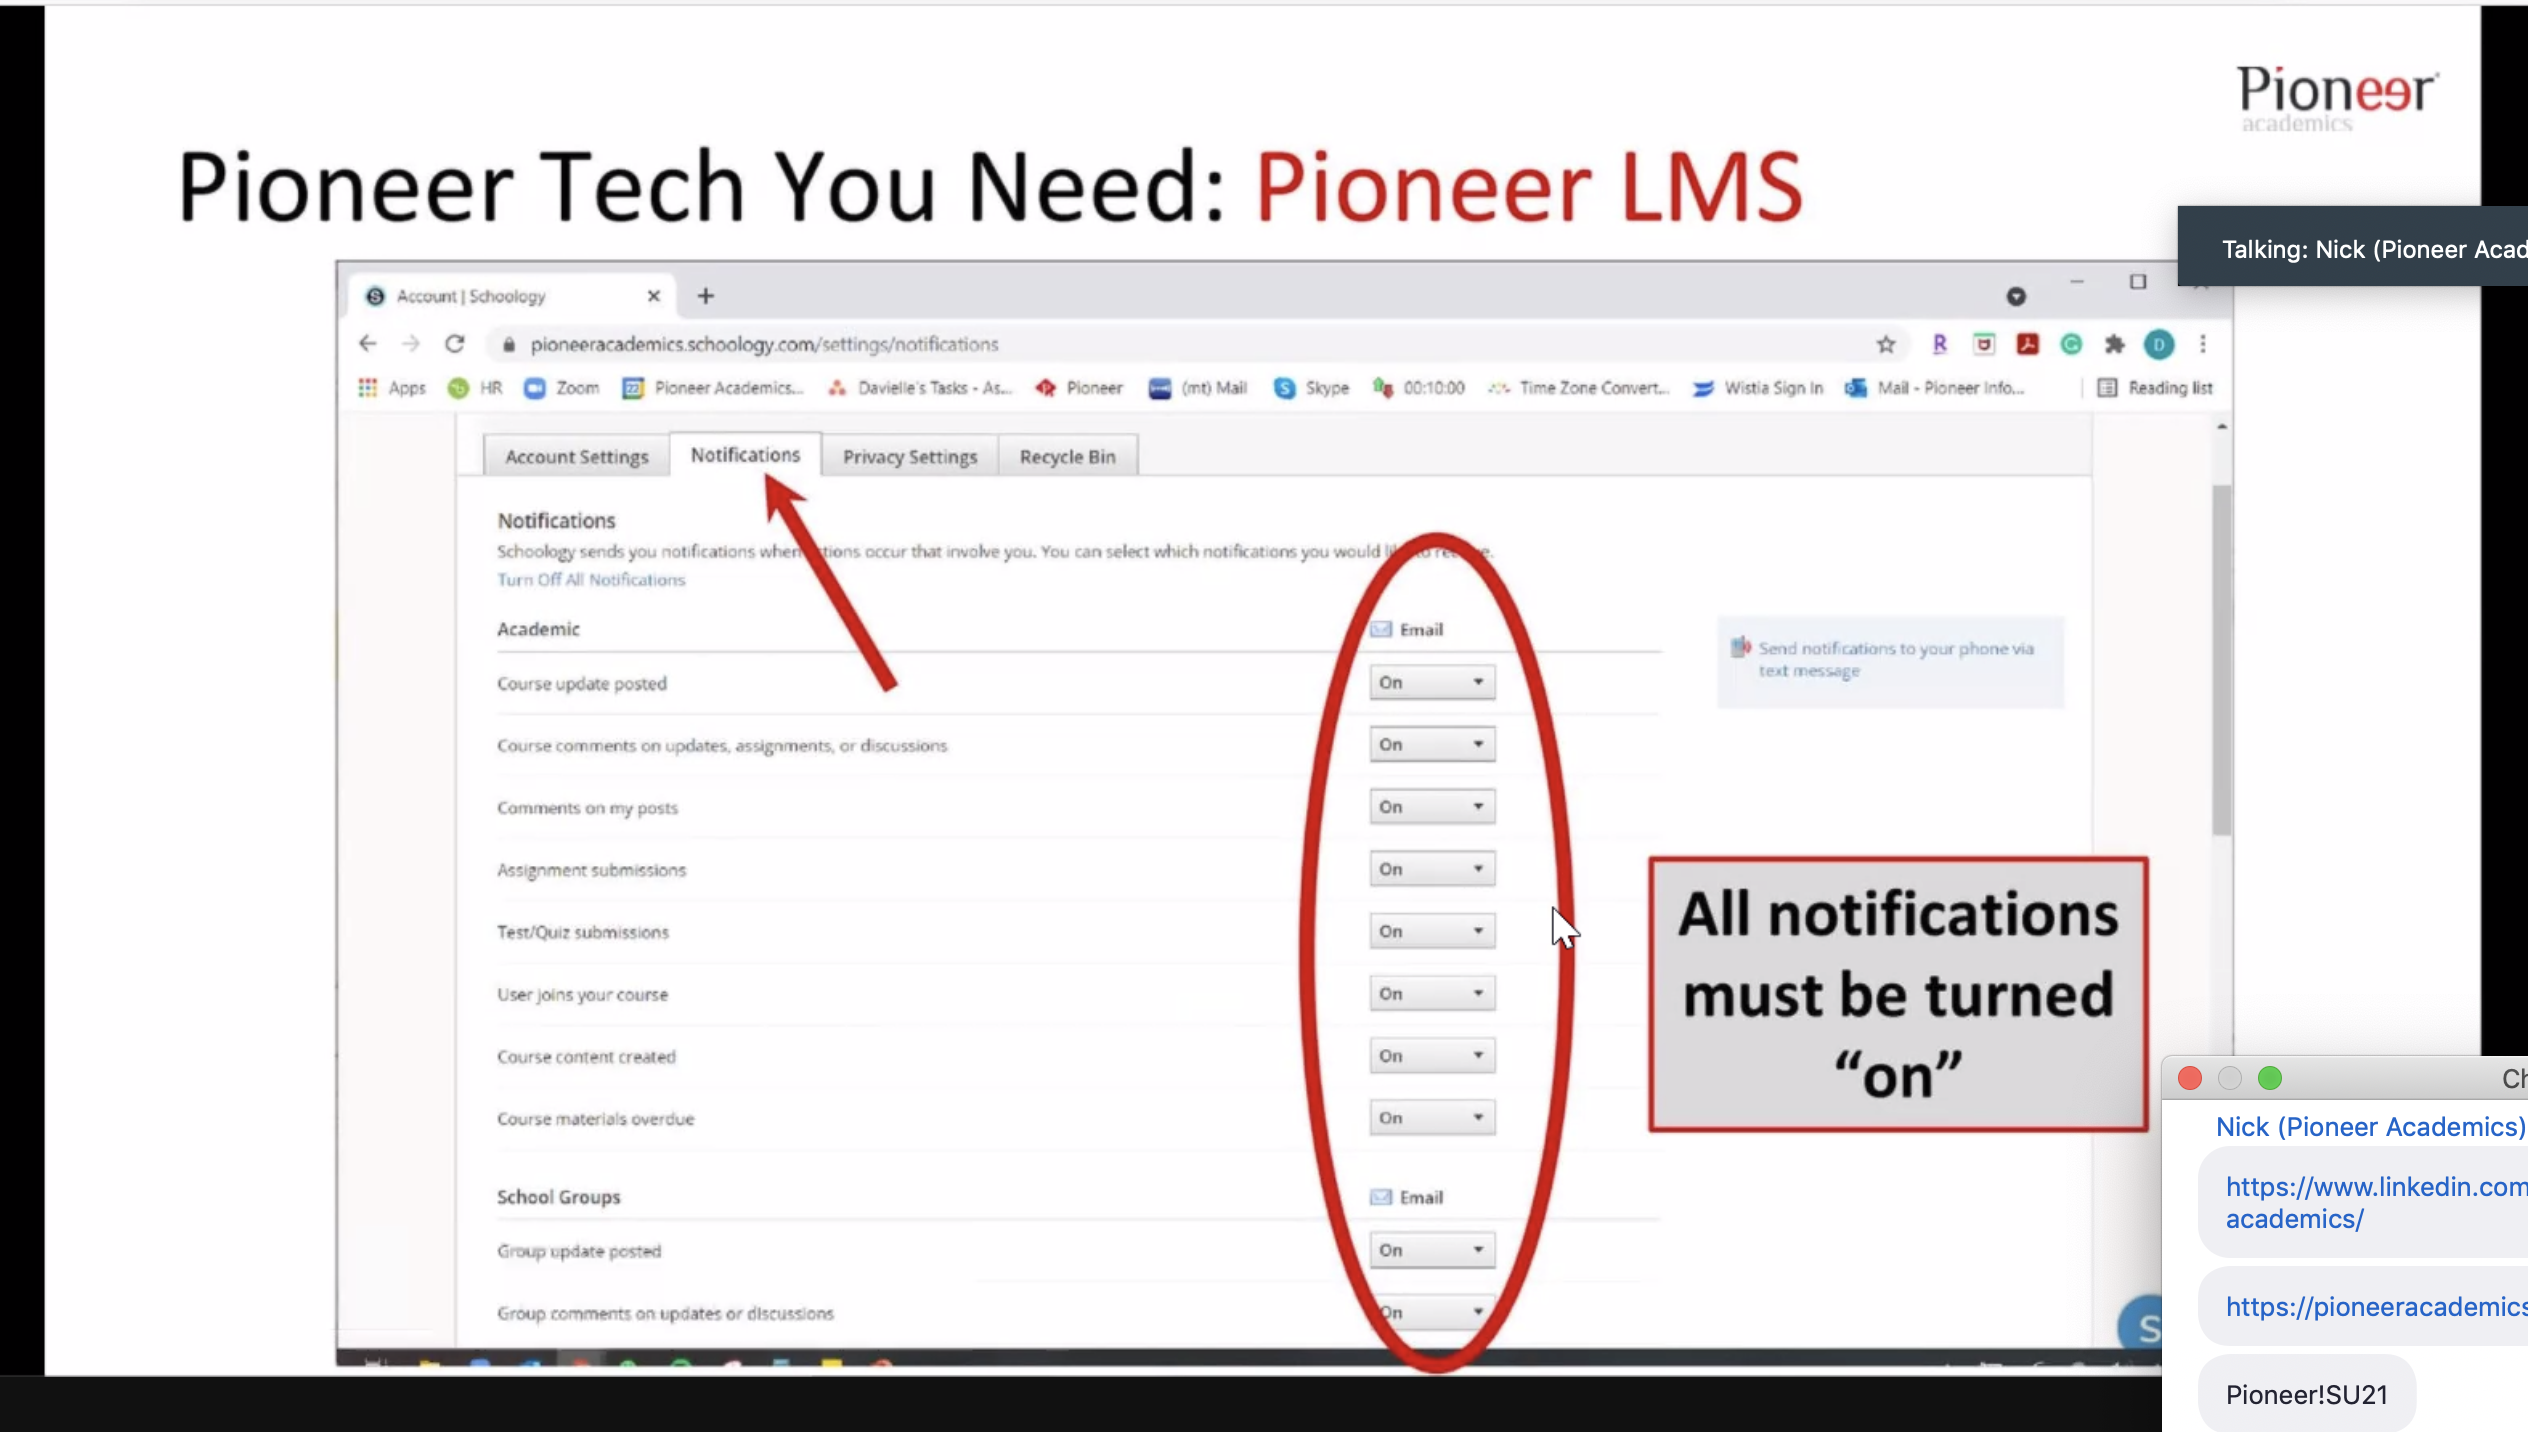 Pioneer
academics
Pioneer Tech You Need: Pioneer LMS
Talking: Nick (Pioneer Acad
Account | Schoology
pioneeracademics.schoology.com/settings/notifications
Apps HR Zoom Pioneer Academics... Davielle's Tasks - As... Pioneer (mt) Mail Skype 00:10:00 Time Zone Convert... Wistia Sign In Mail - Pioneer Info... Reading list
Account Settings Notifications Privacy Settings Recycle Bin
Notifications
Schoology sends you notifications when occur that involve you. You can select which notifications you would
Turn Off All Notifications
Academic Email
Send notifications to your phone via
text message
Course update posted On
Course comments on updates, assignments, or discussions On
Comments on my posts On
Assignment submissions On
Test/Quiz submissions On
User joins your course On
Course content created On
Course materials overdue On
All notifications
must be turned
“on”
School Groups Email
Group update posted On
Group comments on updates or discussions On
Ch
Nick (Pioneer Academics)
https://www.linkedin.com
academics/
https://pioneeracademics
Pioneer!SU21